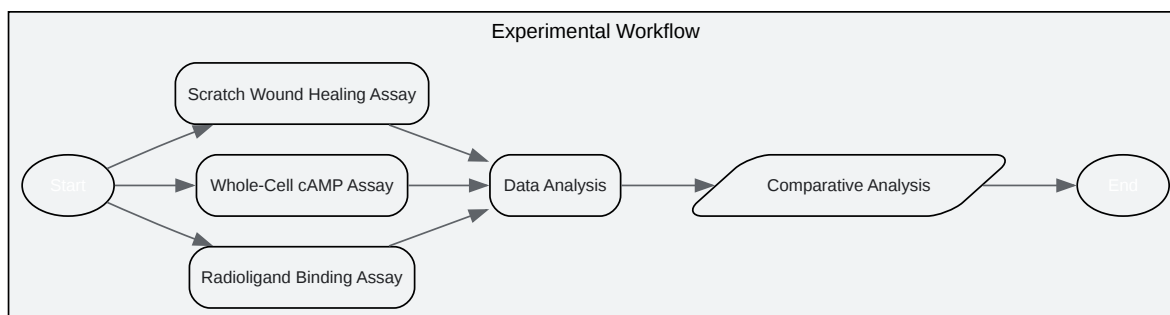 Experimental Workflow
Scratch Wound Healing Assay
Start
Whole-Cell cAMP Assay
Data Analysis
Comparative Analysis
End
Radioligand Binding Assay